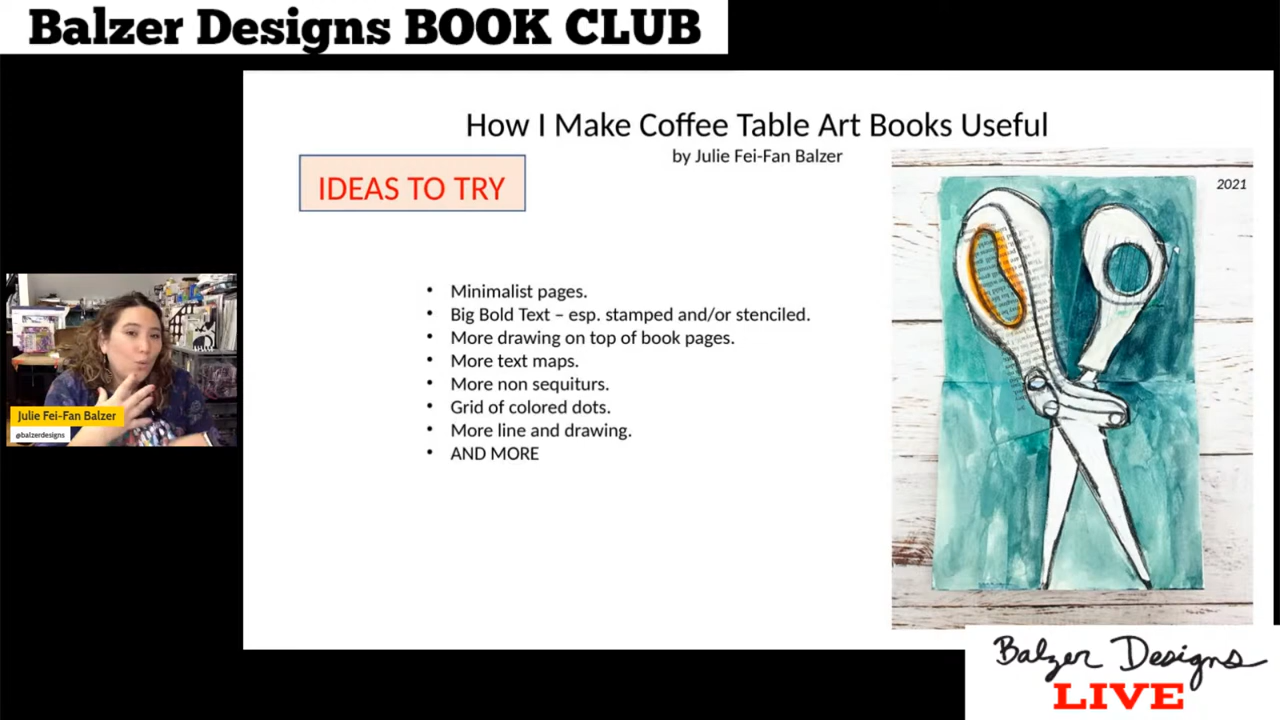 Balzer Designs BOOK CLUB
How I Make Coffee Table Art Books Useful
by Julie Fei-Fan Balzer
IDEAS TO TRY
2021
• Minimalist pages.
• Big Bold Text – esp. stamped and/or stenciled.
• More drawing on top of book pages.
• More text maps.
• More non sequiturs.
• Grid of colored dots.
• More line and drawing.
• AND MORE
Julie Fei-Fan Balzer
@balzerdesigns
Balzer Designs
LIVE